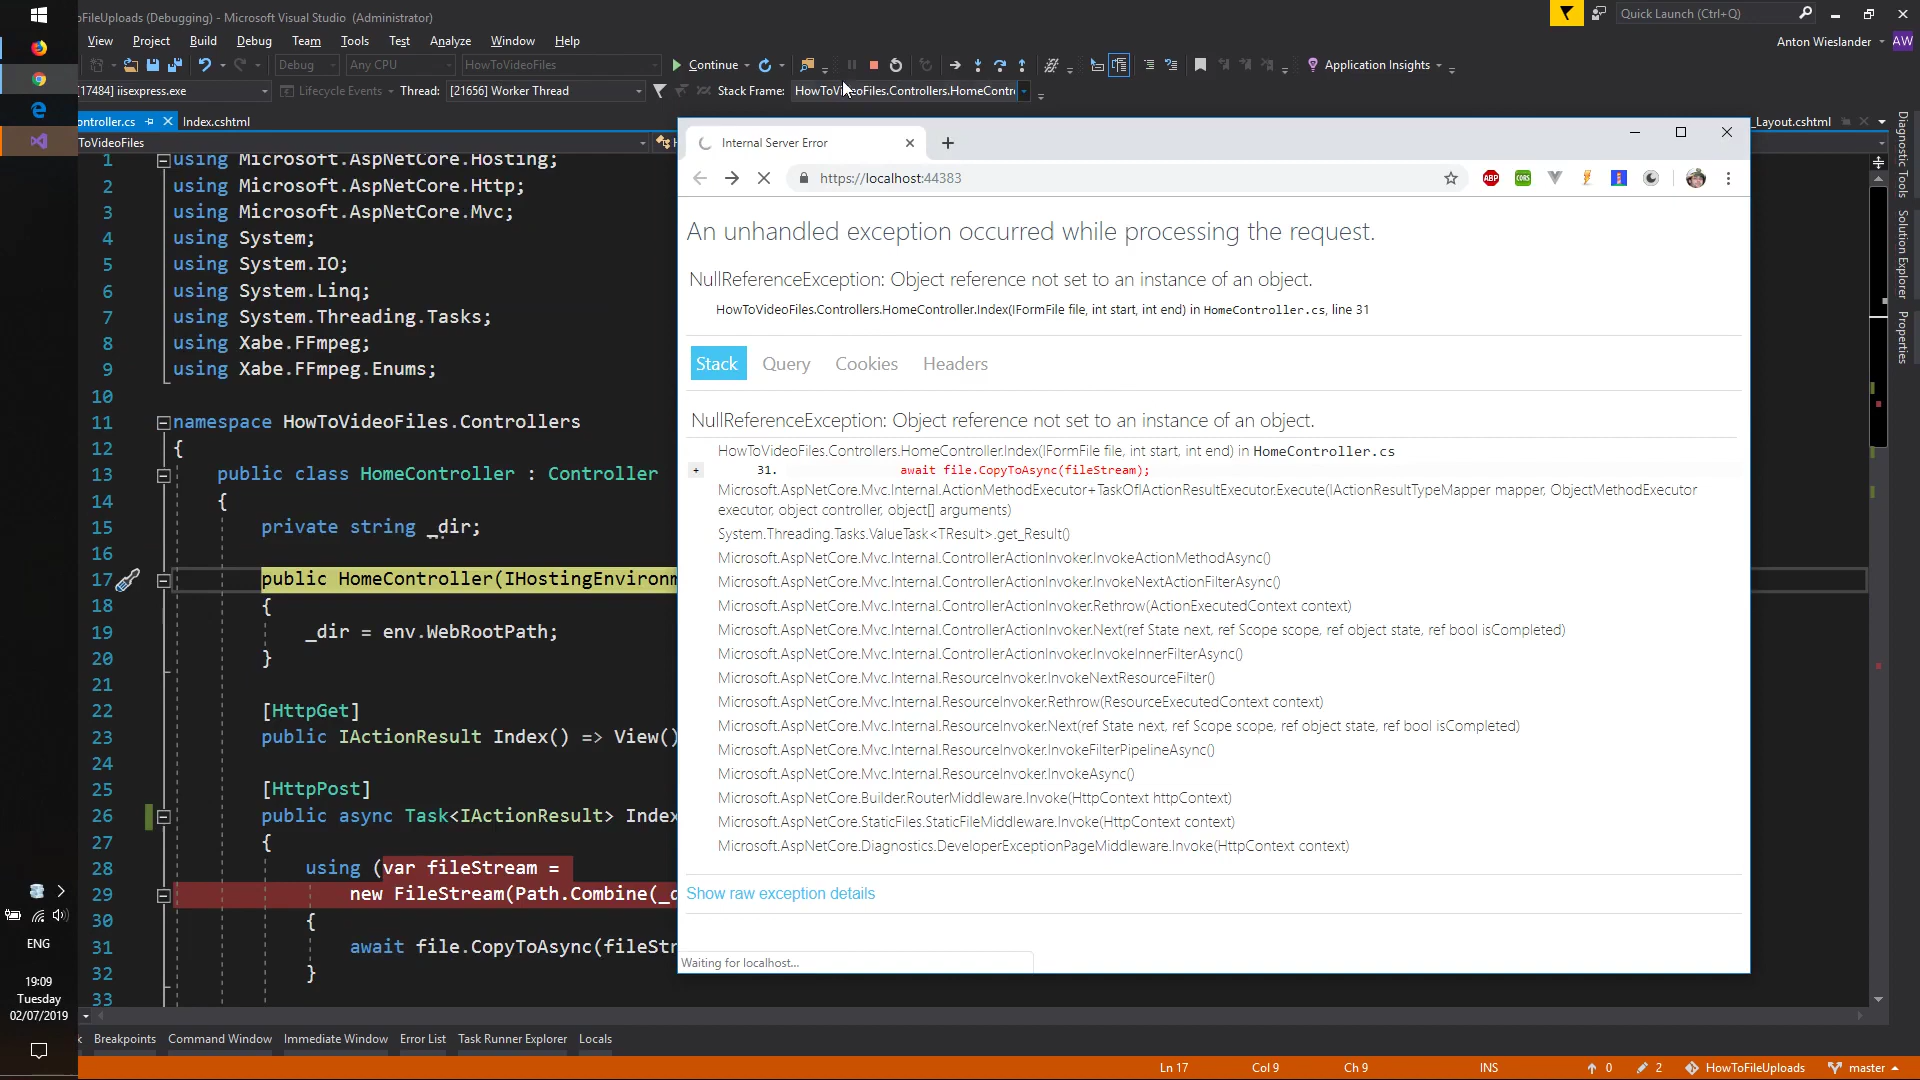 oFileUploads (Debugging) - Microsoft Visual Studio (Administrator)
Quick Launch (Ctrl+Q)
View Project Build Debug Team Tools Test Analyze Window Help
Anton Wieslander AW
Debug Any CPU HowToVideoFiles Continue Application Insights
[17484] iisexpress.exe Lifecycle Events Thread: [21656] Worker Thread Stack Frame: HowToVideoFiles.Controllers.HomeContr
ontroller.cs Index.cshtml _Layout.cshtml
ToVideoFiles
1 using Microsoft.AspNetCore.Hosting;
2 using Microsoft.AspNetCore.Http;
3 using Microsoft.AspNetCore.Mvc;
4 using System;
5 using System.IO;
6 using System.Linq;
7 using System.Threading.Tasks;
8 using Xabe.FFmpeg;
9 using Xabe.FFmpeg.Enums;
10
11 namespace HowToVideoFiles.Controllers
12 {
13 public class HomeController : Controller
14 {
15 private string _dir;
16
17 public HomeController(IHostingEnvironm
18 {
19 _dir = env.WebRootPath;
20 }
21
22 [HttpGet]
23 public IActionResult Index() => View()
24
25 [HttpPost]
26 public async Task<IActionResult> Index
27 {
28 using (var fileStream =
29 new FileStream(Path.Combine(_d
30 {
31 await file.CopyToAsync(fileStr
32 }
33
Internal Server Error
https://localhost:44383
ABP
CORS
An unhandled exception occurred while processing the request.
NullReferenceException: Object reference not set to an instance of an object.
HowToVideoFiles.Controllers.HomeController.Index(IFormFile file, int start, int end) in HomeController.cs, line 31
Stack Query Cookies Headers
NullReferenceException: Object reference not set to an instance of an object.
HowToVideoFiles.Controllers.HomeController.Index(IFormFile file, int start, int end) in HomeController.cs
+ 31. await file.CopyToAsync(fileStream);
Microsoft.AspNetCore.Mvc.Internal.ActionMethodExecutor+TaskOfIActionResultExecutor.Execute(IActionResultTypeMapper mapper, ObjectMethodExecutor
executor, object controller, object[] arguments)
System.Threading.Tasks.ValueTask<TResult>.get_Result()
Microsoft.AspNetCore.Mvc.Internal.ControllerActionInvoker.InvokeActionMethodAsync()
Microsoft.AspNetCore.Mvc.Internal.ControllerActionInvoker.InvokeNextActionFilterAsync()
Microsoft.AspNetCore.Mvc.Internal.ControllerActionInvoker.Rethrow(ActionExecutedContext context)
Microsoft.AspNetCore.Mvc.Internal.ControllerActionInvoker.Next(ref State next, ref Scope scope, ref object state, ref bool isCompleted)
Microsoft.AspNetCore.Mvc.Internal.ControllerActionInvoker.InvokeInnerFilterAsync()
Microsoft.AspNetCore.Mvc.Internal.ResourceInvoker.InvokeNextResourceFilter()
Microsoft.AspNetCore.Mvc.Internal.ResourceInvoker.Rethrow(ResourceExecutedContext context)
Microsoft.AspNetCore.Mvc.Internal.ResourceInvoker.Next(ref State next, ref Scope scope, ref object state, ref bool isCompleted)
Microsoft.AspNetCore.Mvc.Internal.ResourceInvoker.InvokeFilterPipelineAsync()
Microsoft.AspNetCore.Mvc.Internal.ResourceInvoker.InvokeAsync()
Microsoft.AspNetCore.Builder.RouterMiddleware.Invoke(HttpContext httpContext)
Microsoft.AspNetCore.StaticFiles.StaticFileMiddleware.Invoke(HttpContext context)
Microsoft.AspNetCore.Diagnostics.DeveloperExceptionPageMiddleware.Invoke(HttpContext context)
Show raw exception details
Waiting for localhost...
Diagnostic Tools
Solution Explorer
Properties
ENG
19:09
Tuesday
02/07/2019
Breakpoints Command Window Immediate Window Error List Task Runner Explorer Locals
Ln 17 Col 9 Ch 9 INS 0 2 HowToFileUploads master